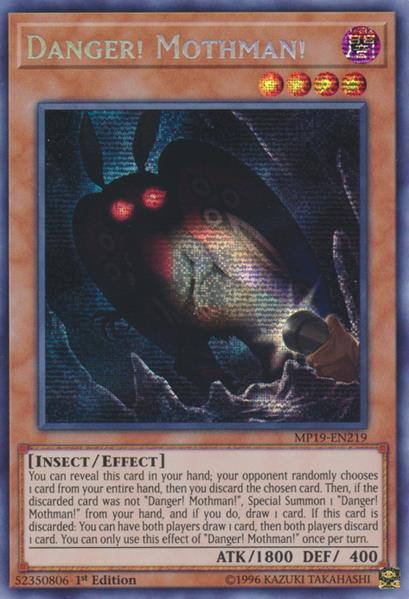 DANGER! MOTHMAN!
MP19-EN219
[INSECT/EFFECT]
You can reveal this card in your hand; your opponent randomly chooses
1 card from your entire hand, then you discard the chosen card. Then, if the
discarded card was not "Danger! Mothman!", Special Summon 1 "Danger!
Mothman!" from your hand, and if you do, draw 1 card. If this card is
discarded: You can have both players draw 1 card, then both players discard
1 card. You can only use this effect of "Danger! Mothman!" once per turn.
ATK/1800 DEF/ 400
52350806 1st Edition ©1996 KAZUKI TAKAHASHI